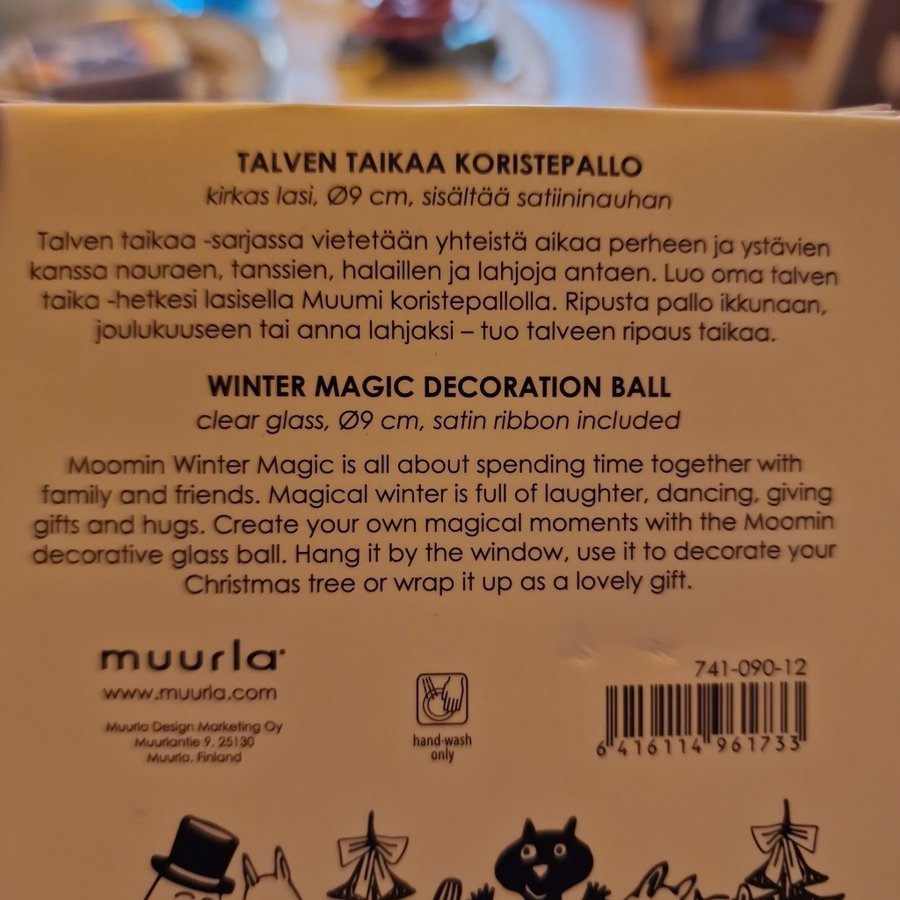 TALVEN TAIKAA KORISTEPALLO
kirkas lasi, Ø9 cm, sisältää satiininauhan
Talven taikaa -sarjassa vietetään yhteistä aikaa perheen ja ystävien
kanssa nauraen, tanssien, halaillen ja lahjoja antaen. Luo oma talven
taika -hetkesi lasisella Muumi koristepallolla. Ripusta pallo ikkunaan,
joulukuuseen tai anna lahjaksi – tuo talveen ripaus taikaa.
WINTER MAGIC DECORATION BALL
clear glass, Ø9 cm, satin ribbon included
Moomin Winter Magic is all about spending time together with
family and friends. Magical winter is full of laughter, dancing, giving
gifts and hugs. Create your own magical moments with the Moomin
decorative glass ball. Hang it by the window, use it to decorate your
Christmas tree or wrap it up as a lovely gift.
muurla
www.muurla.com
Muurla Design Marketing Oy
Muurlantie 9, 25130
Muurla, Finland
hand-wash
only
741-090-12
6 416114 961733